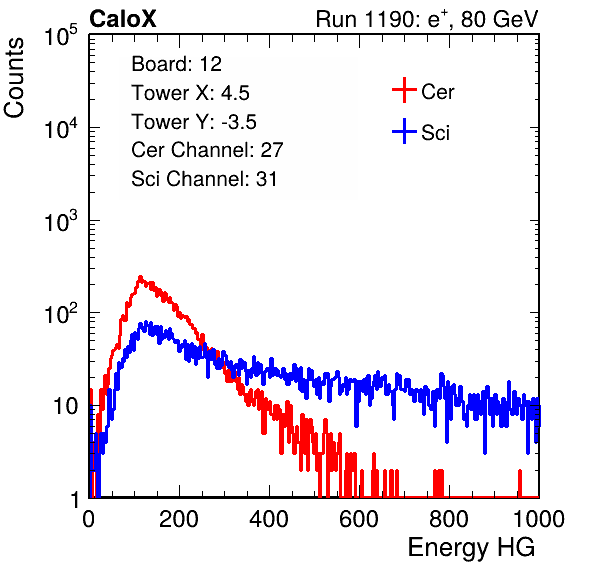 CaloX Run 1190: e⁺, 80 GeV
Counts
Board: 12
Tower X: 4.5
Tower Y: -3.5
Cer Channel: 27
Sci Channel: 31
Cer
Sci
10⁵
10⁴
10³
10²
10
1
0 200 400 600 800 1000
Energy HG